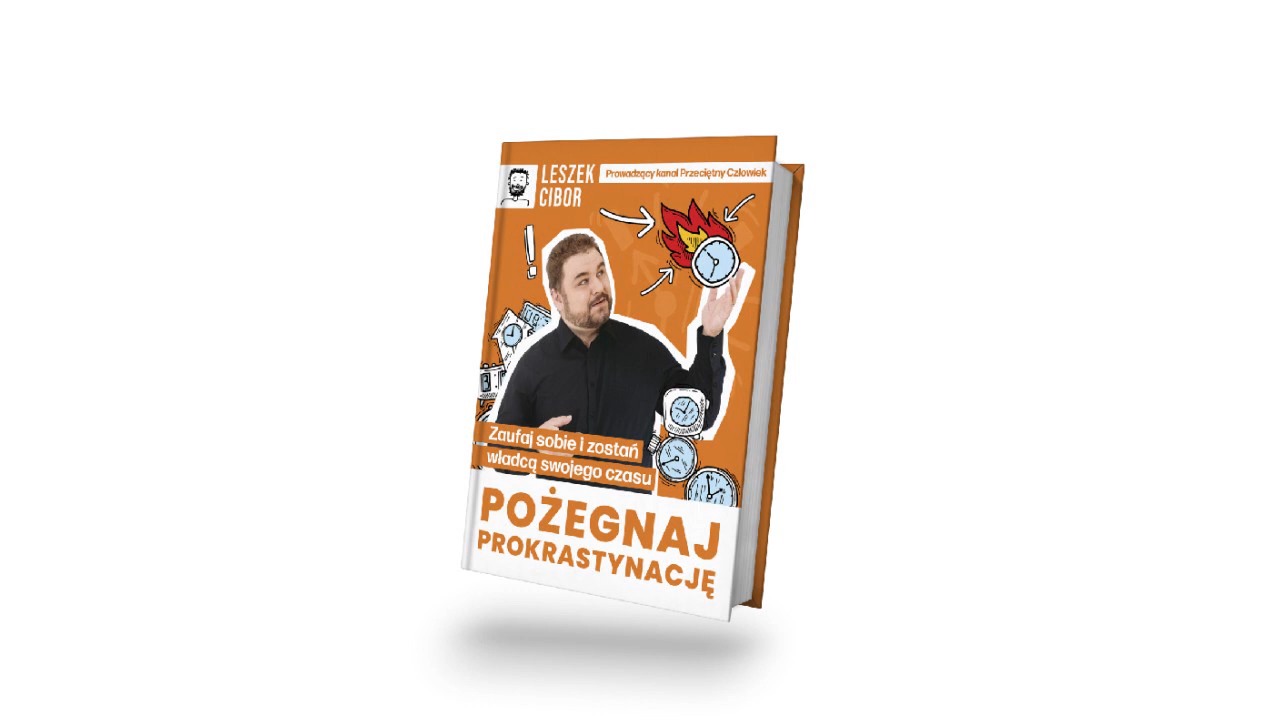 LESZEK
CIBOR
Prowadzący kanał Przeciętny Człowiek
Zaufaj sobie i zostań
władcą swojego czasu
POŻEGNAJ
PROKRASTYNACJĘ